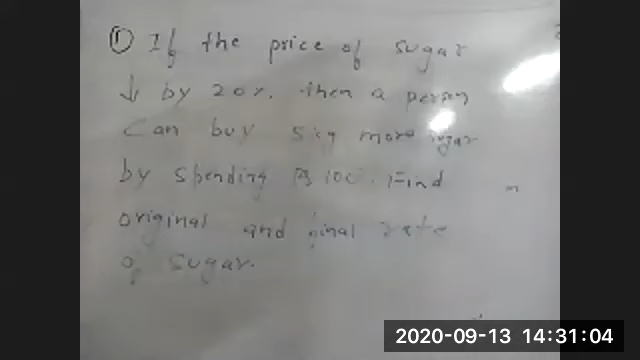 ① If the price of sugar
↓ by 20%. then a person
can buy 5kg more sugar
by spending Rs 100. Find
original and final rate
of sugar.
2020-09-13 14:31:04